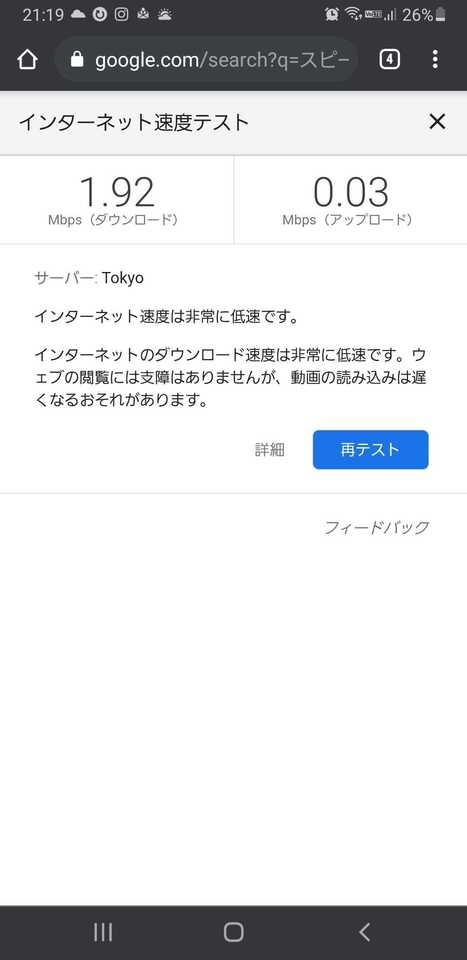 21:19
26%
google.com/search?q=スピー
4
インターネット速度テスト
1.92
Mbps（ダウンロード）
0.03
Mbps（アップロード）
サーバー: Tokyo
インターネット速度は非常に低速です。
インターネットのダウンロード速度は非常に低速です。ウ
ェブの閲覧には支障はありませんが、動画の読み込みは遅
くなるおそれがあります。
詳細
再テスト
フィードバック